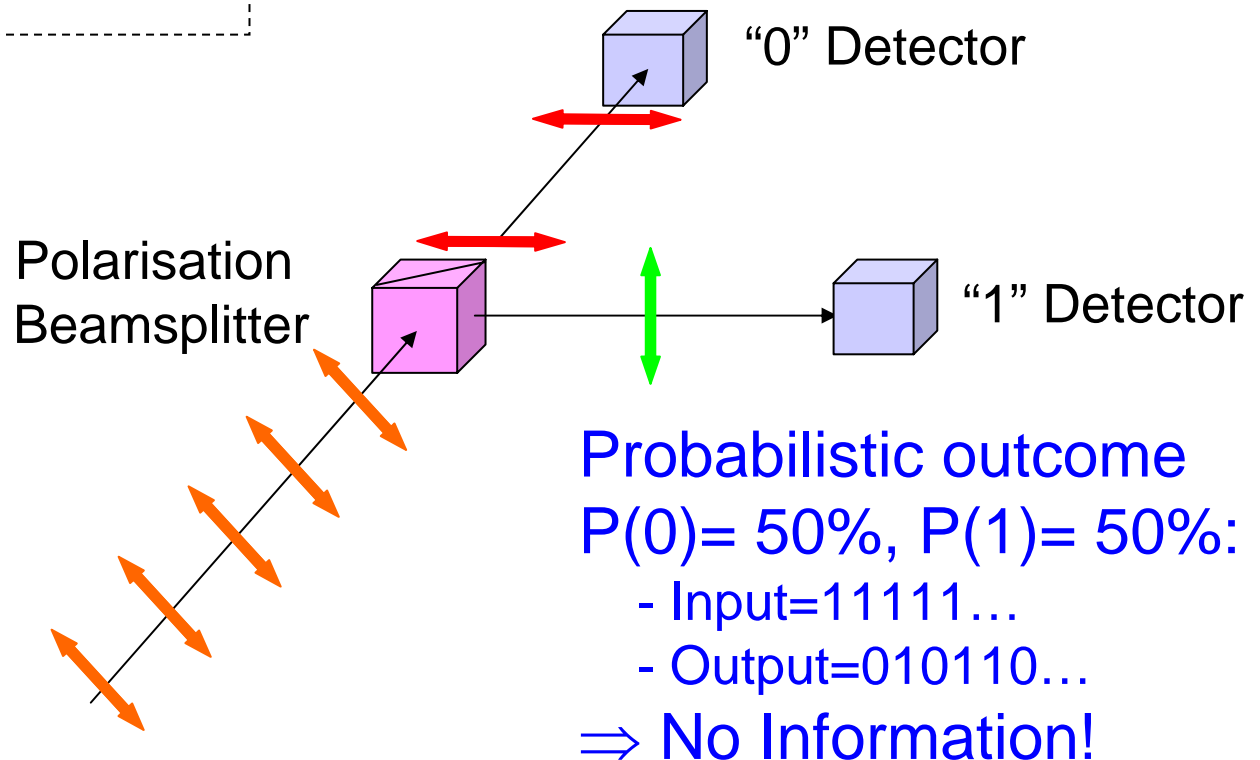 “0” Detector
Polarisation
Beamsplitter
“1” Detector
Probabilistic outcome
P(0)= 50%, P(1)= 50%:
- Input=11111…
- Output=010110…
⇒ No Information!